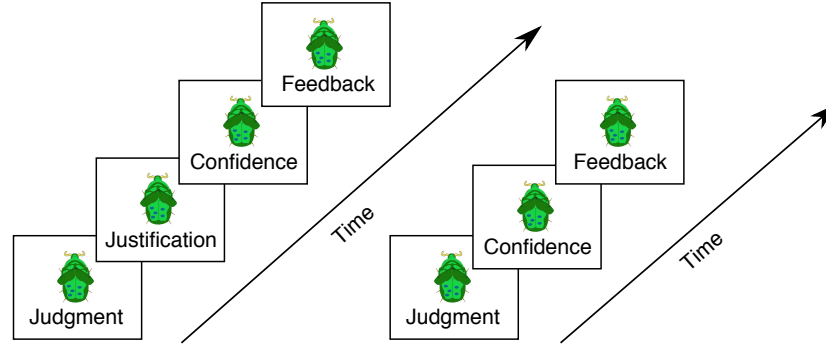 Feedback
Confidence
Justification
Judgment
Time
Feedback
Confidence
Judgment
Time